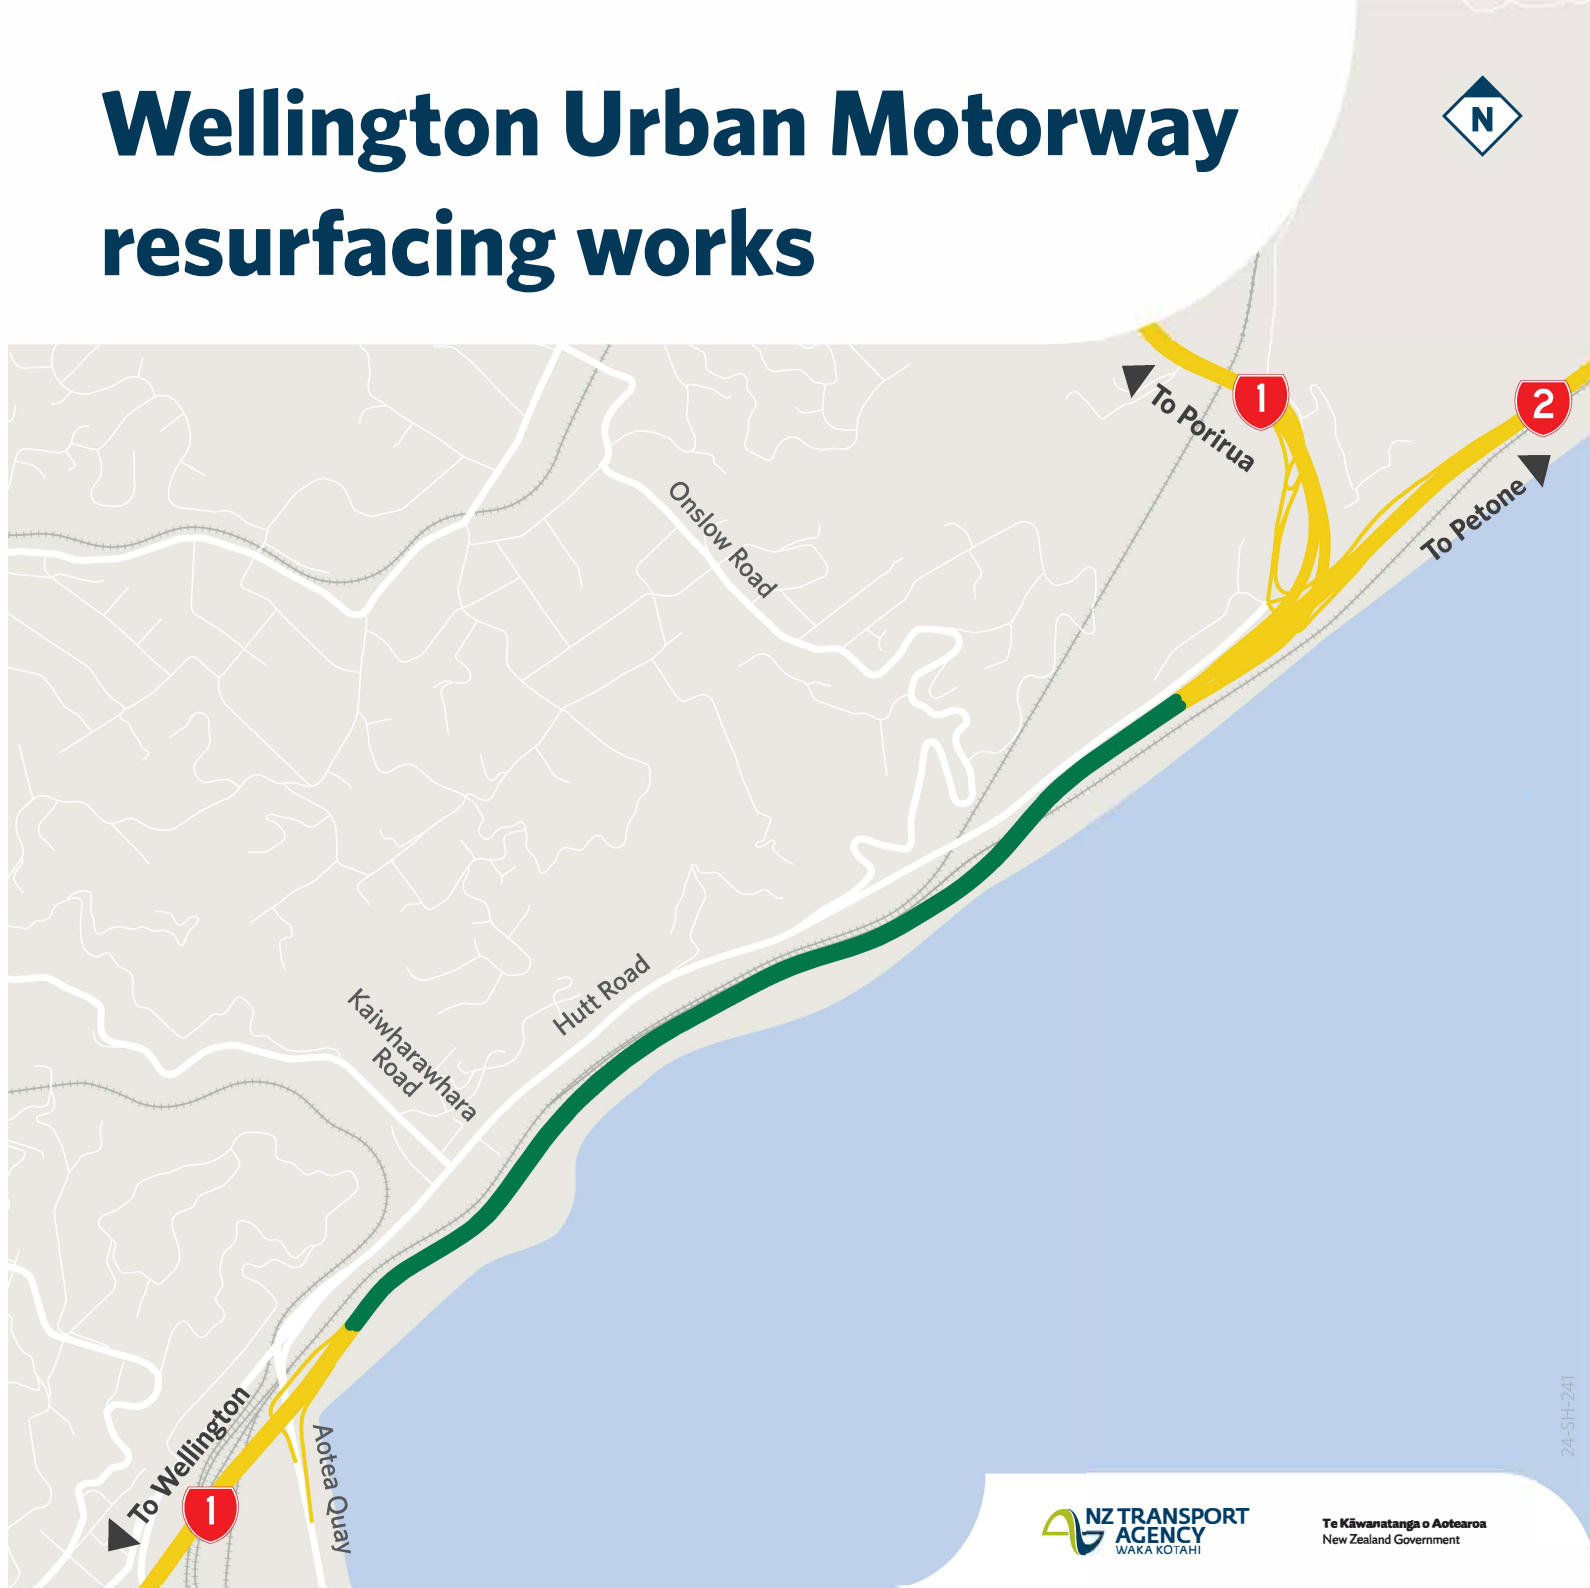 Wellington Urban Motorway
resurfacing works
N
1
2
To Porirua
To Petone
Onslow Road
Hutt Road
Kaiwharawhara
Road
To Wellington
1
Aotea Quay
24-SH-241
NZ TRANSPORT
AGENCY
WAKA KOTAHI
Te Kāwanatanga o Aotearoa
New Zealand Government